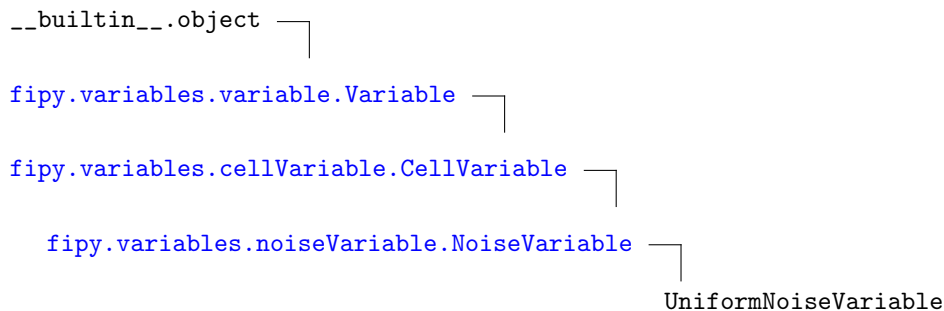 __builtin__.object
fipy.variables.variable.Variable
fipy.variables.cellVariable.CellVariable
fipy.variables.noiseVariable.NoiseVariable
UniformNoiseVariable